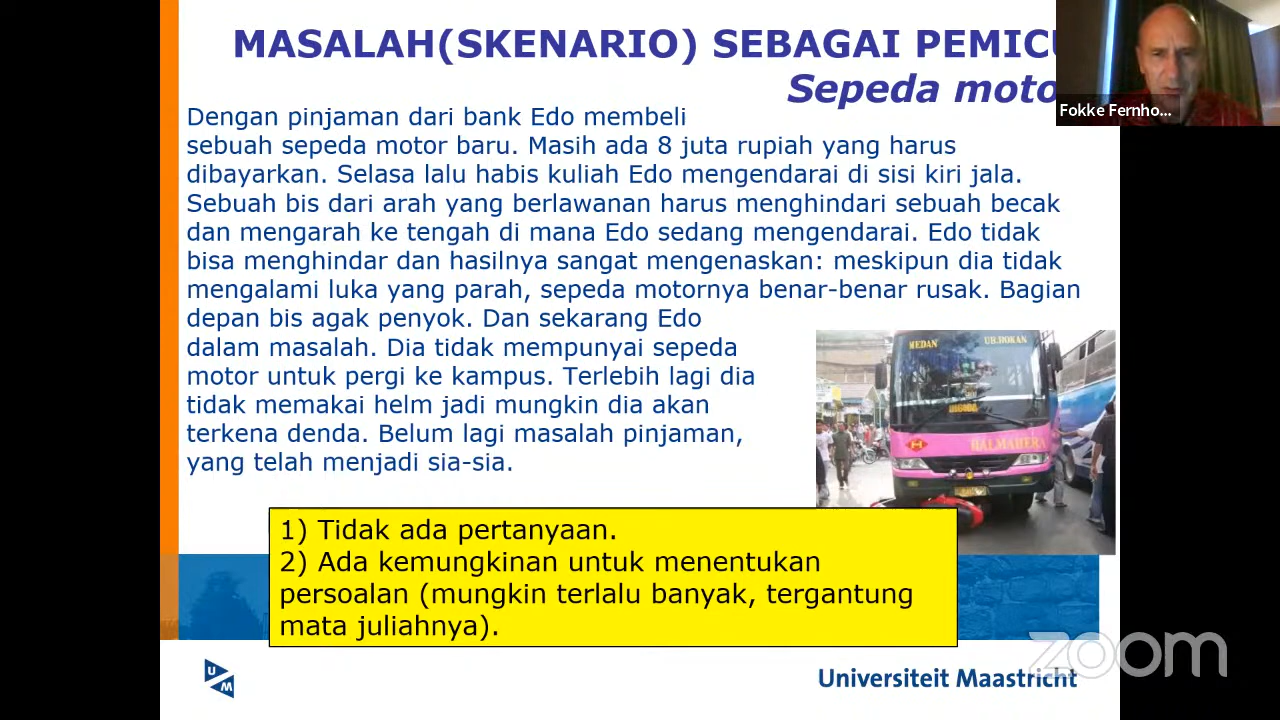 MASALAH(SKENARIO) SEBAGAI PEMICU
Sepeda moto
Fokke Fernho...
Dengan pinjaman dari bank Edo membeli
sebuah sepeda motor baru. Masih ada 8 juta rupiah yang harus
dibayarkan. Selasa lalu habis kuliah Edo mengendarai di sisi kiri jala.
Sebuah bis dari arah yang berlawanan harus menghindari sebuah becak
dan mengarah ke tengah di mana Edo sedang mengendarai. Edo tidak
bisa menghindar dan hasilnya sangat mengenaskan: meskipun dia tidak
mengalami luka yang parah, sepeda motornya benar-benar rusak. Bagian
depan bis agak penyok. Dan sekarang Edo
dalam masalah. Dia tidak mempunyai sepeda
motor untuk pergi ke kampus. Terlebih lagi dia
tidak memakai helm jadi mungkin dia akan
terkena denda. Belum lagi masalah pinjaman,
yang telah menjadi sia-sia.
MEDAN
HALMAHERA
1) Tidak ada pertanyaan.
2) Ada kemungkinan untuk menentukan
persoalan (mungkin terlalu banyak, tergantung
mata juliahnya).
UM
Universiteit Maastricht
zoom